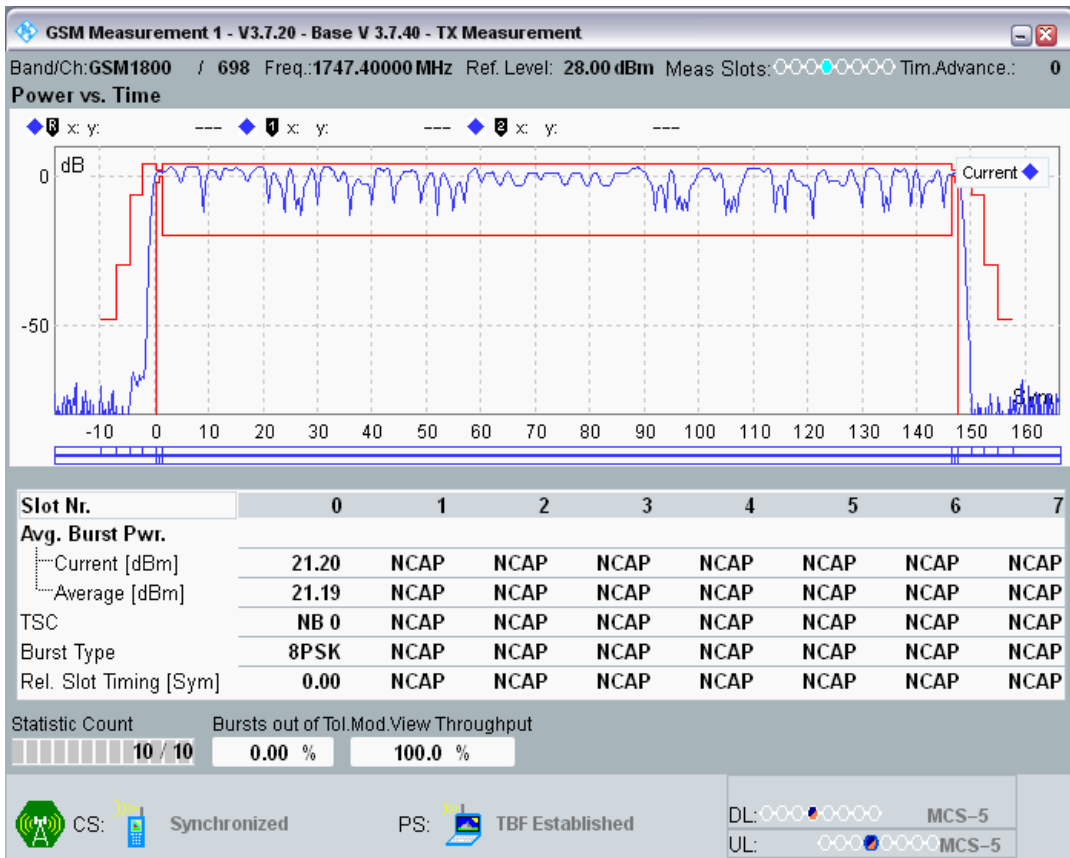 GSM Measurement 1 - V3.7.20 - Base V 3.7.40 - TX Measurement
Band/Ch:GSM1800 / 698 Freq.:1747.40000 MHz Ref. Level: 28.00 dBm Meas Slots: Tim.Advance.: 0
Power vs. Time
R x: y: --- 1 x: y: --- 2 x: y: ---
dB
Current
0
-50
Sym
-10 0 10 20 30 40 50 60 70 80 90 100 110 120 130 140 150 160
Slot Nr. 0 1 2 3 4 5 6 7
Avg. Burst Pwr.
Current [dBm] 21.20 NCAP NCAP NCAP NCAP NCAP NCAP NCAP
Average [dBm] 21.19 NCAP NCAP NCAP NCAP NCAP NCAP NCAP
TSC NB 0 NCAP NCAP NCAP NCAP NCAP NCAP NCAP
Burst Type 8PSK NCAP NCAP NCAP NCAP NCAP NCAP NCAP
Rel. Slot Timing [Sym] 0.00 NCAP NCAP NCAP NCAP NCAP NCAP NCAP
Statistic Count Bursts out of Tol.Mod.View Throughput
10 / 10 0.00 % 100.0 %
CS: Synchronized PS: TBF Established
DL: MCS-5
UL: MCS-5